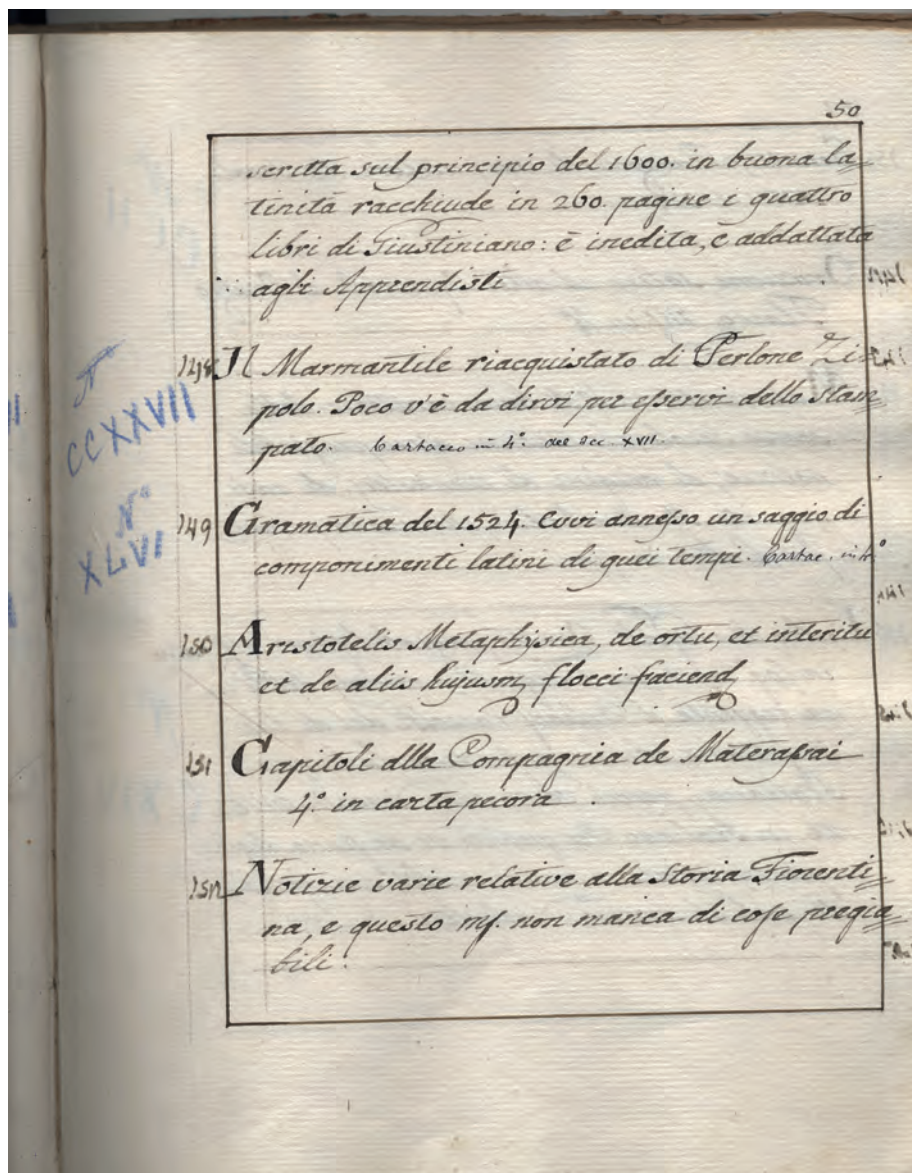 50
scritta sul principio del 1600. in buona la=
tinità racchiude in 260. pagine i quattro
libri di Giustiniano: è inedita, e addattata
agli Apprendisti
148 Il Marmantile riacquistato di Perlone Zi=
polo. Poco v'è da dirvi per esservi dello stam=
pato. Cartaceo in 4°. del sec. XVII.
N°
CCXXVII
149 Gramatica del 1524. Evvi annesso un saggio di
componimenti latini di quei tempi. Cartac. in 4°
N°
XLVI
150 Aristotelis Metaphÿsica, de ortu, et interitu
et de aliis hujusm, flocci faciend,
151 Capitoli dlla Compagnia de Materassai
4°. in carta pecora.
152 Notizie varie relative alla Storia Fiorenti=
na, e questo ms. non manca di cose pregia=
bili.